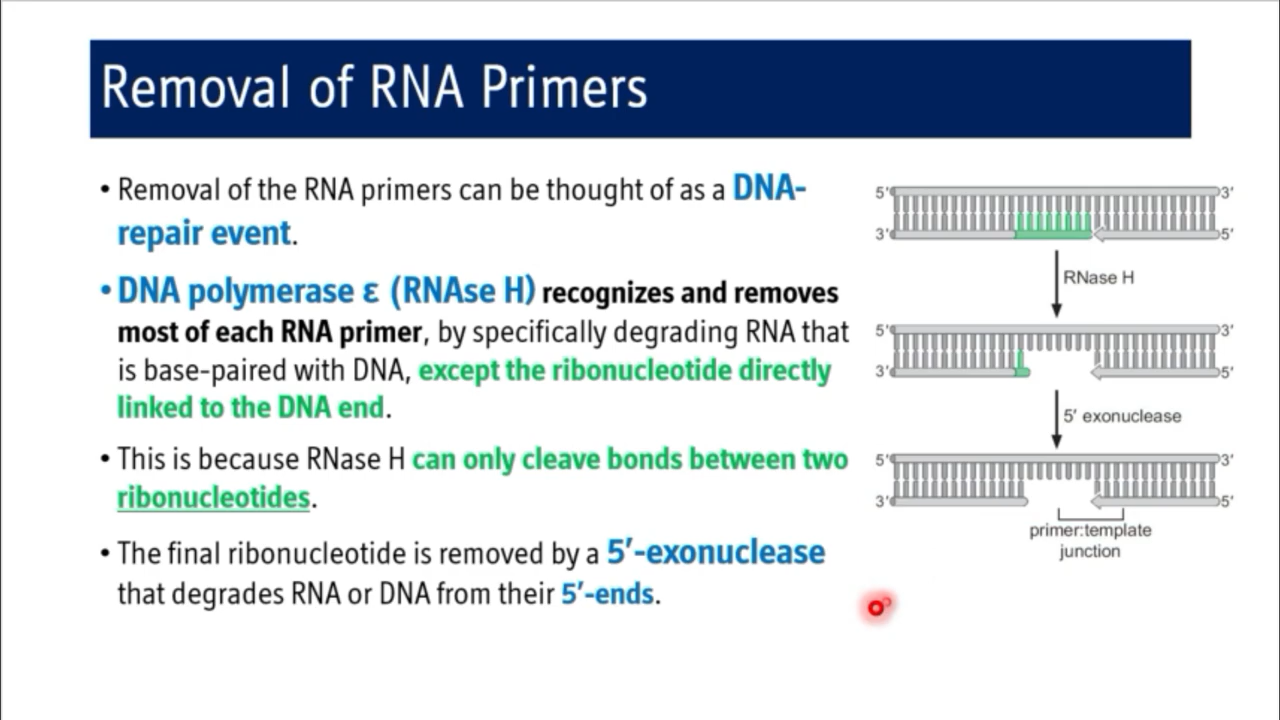 Removal of RNA Primers
• Removal of the RNA primers can be thought of as a DNA-
repair event.
• DNA polymerase ε (RNAse H) recognizes and removes
most of each RNA primer, by specifically degrading RNA that
is base-paired with DNA, except the ribonucleotide directly
linked to the DNA end.
• This is because RNase H can only cleave bonds between two
ribonucleotides.
• The final ribonucleotide is removed by a 5′-exonuclease
that degrades RNA or DNA from their 5′-ends.
5′ 3′
3′ 5′
RNase H
5′ 3′
3′ 5′
5′ exonuclease
5′ 3′
3′ 5′
primer:template
junction